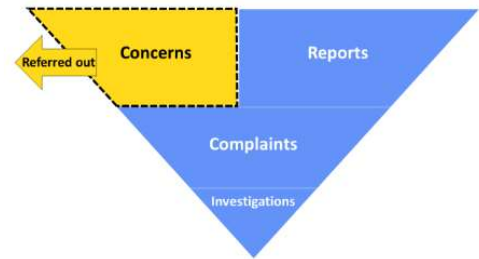 Concerns
Reports
Referred out
Complaints
Investigations